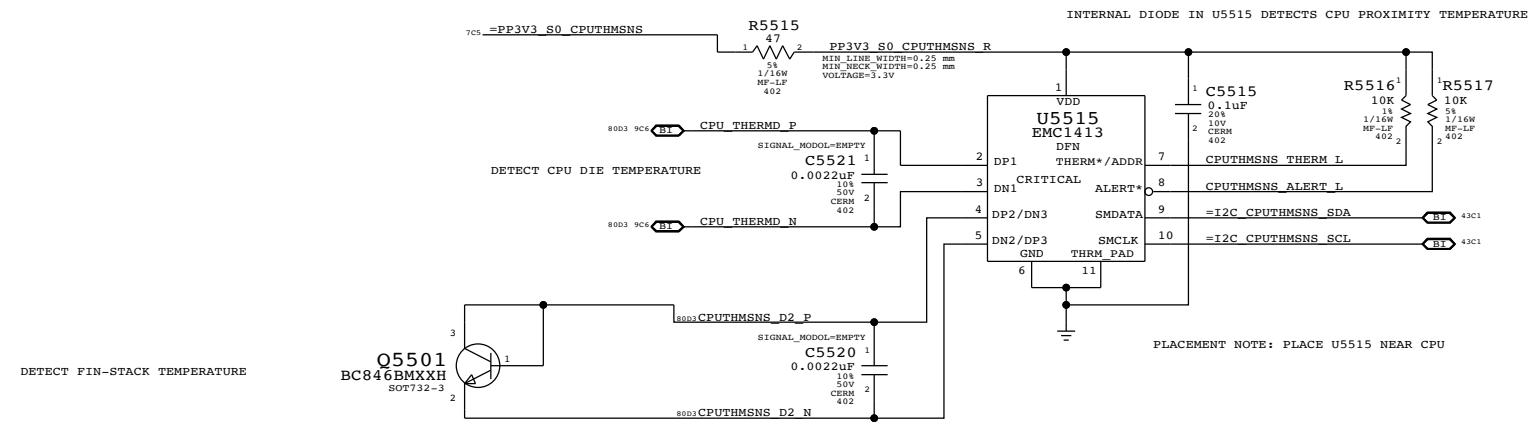 INTERNAL DIODE IN U5515 DETECTS CPU PROXIMITY TEMPERATURE
7C5 =PP3V3_S0_CPUTHMSNS
R5515
47
1 2
5%
1/16W
MF-LF
402
PP3V3_S0_CPUTHMSNS_R
MIN_LINE_WIDTH=0.25 mm
MIN_NECK_WIDTH=0.25 mm
VOLTAGE=3.3V
1
VDD
U5515
EMC1413
DFN
CRITICAL
2 DP1
3 DN1
4 DP2/DN3
5 DN2/DP3
THERM*/ADDR 7
ALERT* 8
SMDATA 9
SMCLK 10
GND THRM_PAD
6 11
1
C5515
0.1uF
20%
10V
CERM
402
2
R5516 1
10K
1%
1/16W
MF-LF
402 2
1 R5517
10K
5%
1/16W
MF-LF
402
2
CPUTHMSNS_THERM_L
CPUTHMSNS_ALERT_L
=I2C_CPUTHMSNS_SDA BI 43C1
=I2C_CPUTHMSNS_SCL BI 43C1
80D3 9C6 BI CPU_THERMD_P
SIGNAL_MODOL=EMPTY
C5521 1
0.0022uF
10%
50V
CERM 2
402
DETECT CPU DIE TEMPERATURE
80D3 9C6 BI CPU_THERMD_N
80D3 CPUTHMSNS_D2_P
SIGNAL_MODOL=EMPTY
C5520 1
0.0022uF
10%
50V
CERM 2
402
80D3 CPUTHMSNS_D2_N
3
Q5501 1
BC846BMXXH
SOT732-3
2
DETECT FIN-STACK TEMPERATURE
PLACEMENT NOTE: PLACE U5515 NEAR CPU